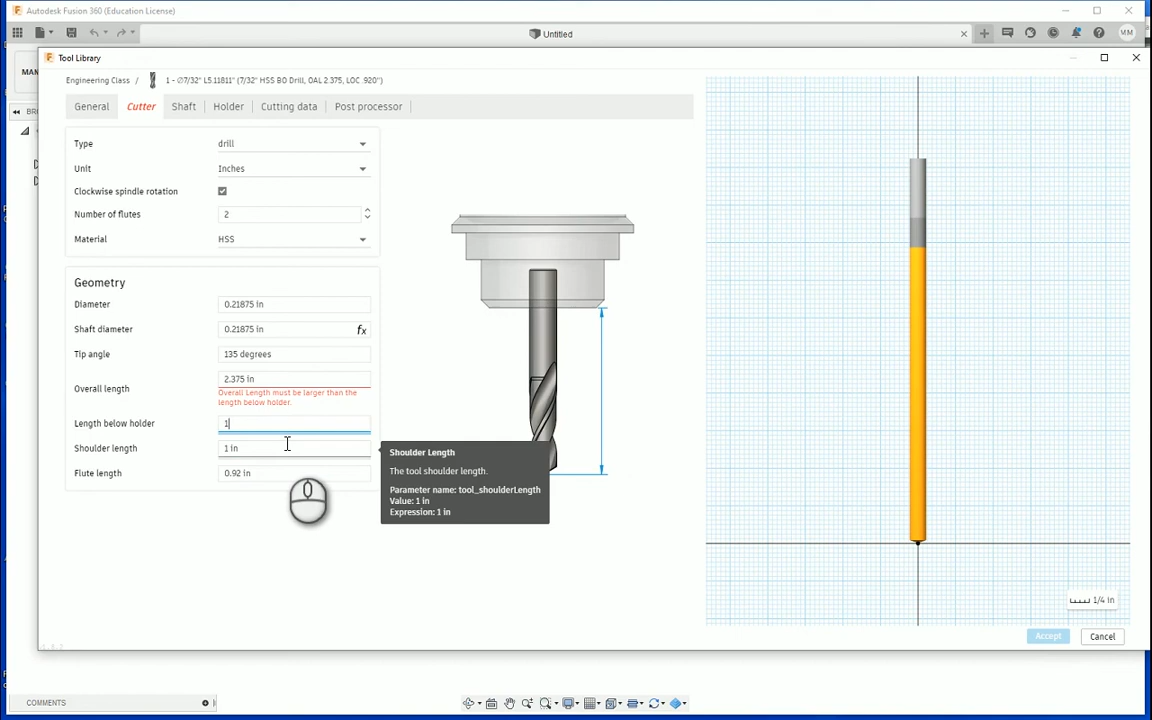 Autodesk Fusion 360 (Education License)
Untitled
MM
MAN
Tool Library
Engineering Class / 1 - ∅7/32" L5.11811" (7/32" HSS BO Drill, OAL 2.375, LOC .920")
General Cutter Shaft Holder Cutting data Post processor
BR
Type drill
Unit Inches
Clockwise spindle rotation
Number of flutes 2
Material HSS
Geometry
Diameter 0.21875 in
Shaft diameter 0.21875 in fx
Tip angle 135 degrees
Overall length 2.375 in
Overall Length must be larger than the
length below holder.
Length below holder 1
Shoulder length 1 in
Flute length 0.92 in
Shoulder Length
The tool shoulder length.
Parameter name: tool_shoulderLength
Value: 1 in
Expression: 1 in
1/4 in
Accept Cancel
COMMENTS